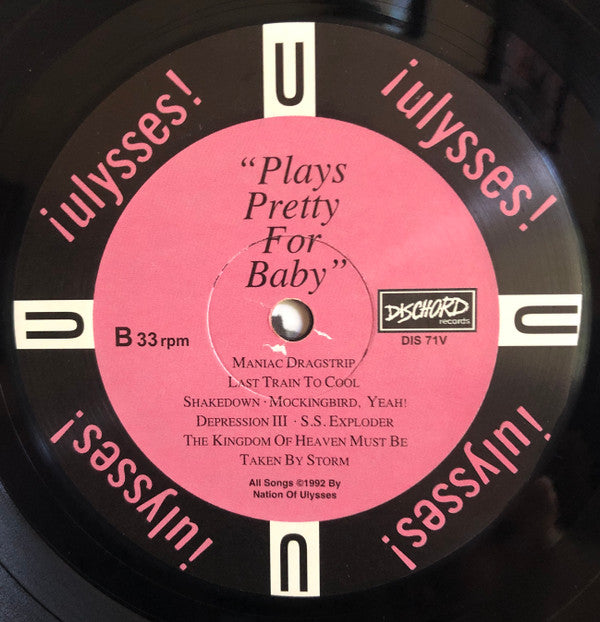 U
¡ulysses!
¡ulysses!
"Plays
Pretty
For
Baby"
DISCHORD
records
DIS 71V
U
U
B 33 rpm
MANIAC DRAGSTRIP
LAST TRAIN TO COOL
SHAKEDOWN · MOCKINGBIRD, YEAH!
DEPRESSION III · S.S. EXPLODER
THE KINGDOM OF HEAVEN MUST BE
TAKEN BY STORM
All Songs ©1992 By
Nation Of Ulysses
¡ulysses!
¡ulysses!
U